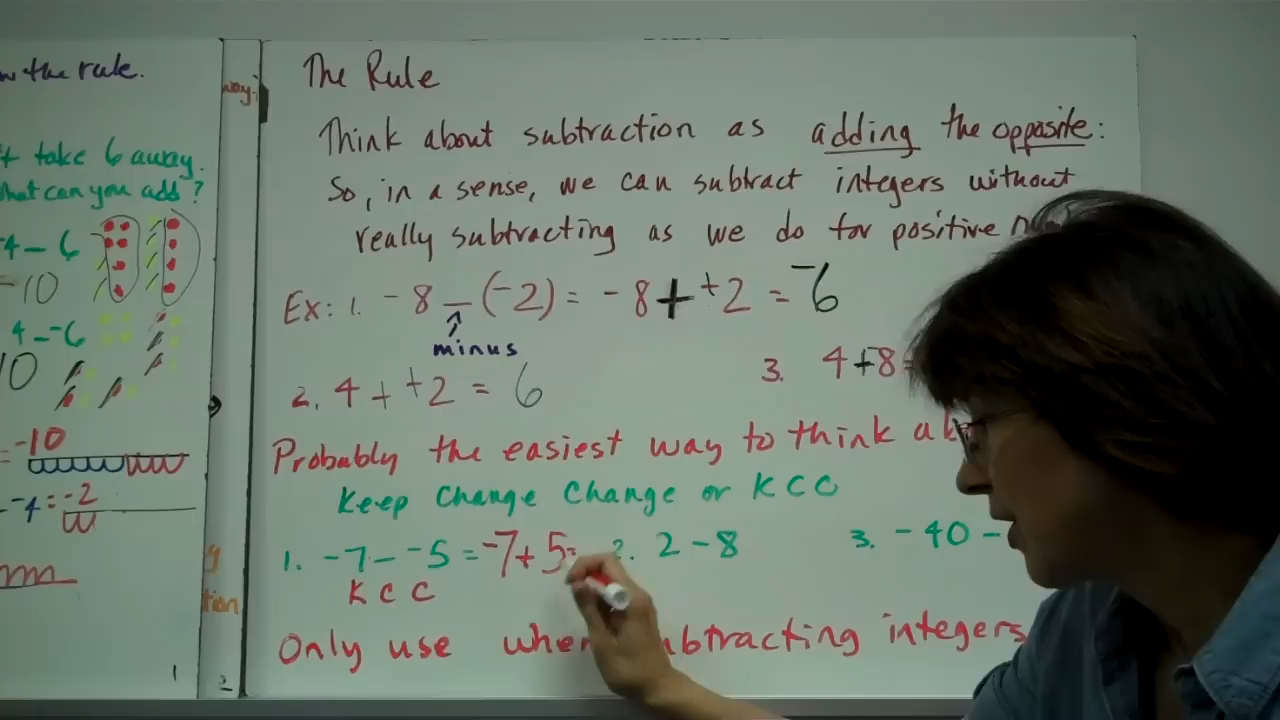 the rule.
take 6 away.
can you add?
-4 - 6
-10
4 - -6
10
= -10
- -4 = -2
way:
tion
1
2
The Rule
Think about subtraction as adding the opposite:
So, in a sense, we can subtract integers without
really subtracting as we do for positive
Ex: 1. -8 - (-2) = -8 + +2 = -6
minus
2. 4 + +2 = 6
3. 4+8=
Probably the easiest way to think
Keep Change Change or KCC
1. -7 - -5 = -7 + 5 = 2. 2 - 8
3. -40 -
K C C
Only use when subtracting integers